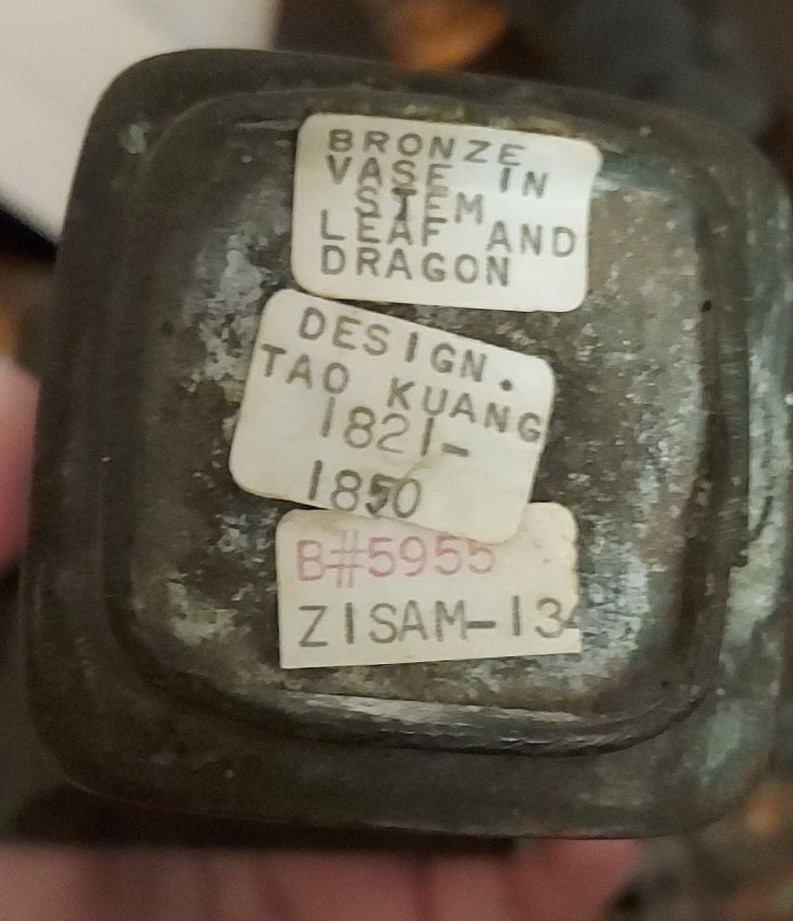 BRONZE
VASE IN
STEM
LEAF AND
DRAGON
DESIGN.
TAO KUANG
1821-
1850
B#5955
ZISAM-13